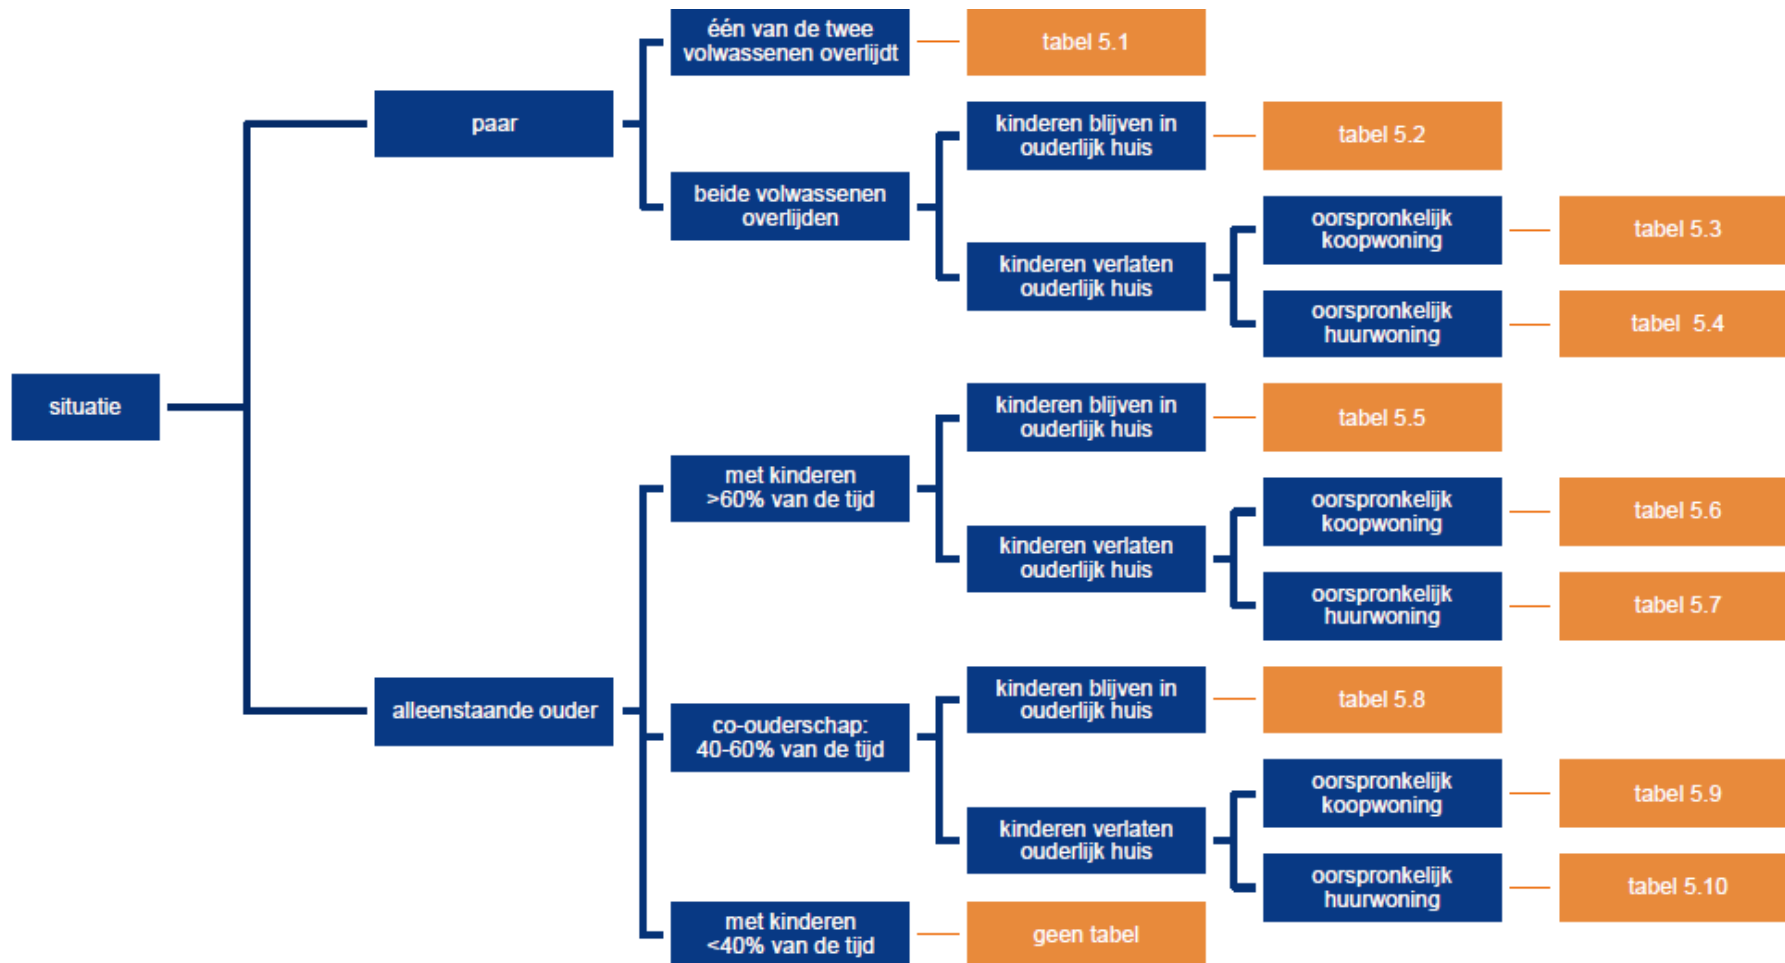 één van de twee
volwassenen overlijdt
tabel 5.1
paar
kinderen blijven in
ouderlijk huis
tabel 5.2
beide volwassenen
overlijden
oorspronkelijk
koopwoning
tabel 5.3
kinderen verlaten
ouderlijk huis
oorspronkelijk
huurwoning
tabel 5.4
situatie
kinderen blijven in
ouderlijk huis
tabel 5.5
met kinderen
>60% van de tijd
oorspronkelijk
koopwoning
tabel 5.6
kinderen verlaten
ouderlijk huis
oorspronkelijk
huurwoning
tabel 5.7
alleenstaande ouder
kinderen blijven in
ouderlijk huis
tabel 5.8
co-ouderschap:
40-60% van de tijd
oorspronkelijk
koopwoning
tabel 5.9
kinderen verlaten
ouderlijk huis
oorspronkelijk
huurwoning
tabel 5.10
met kinderen
<40% van de tijd
geen tabel